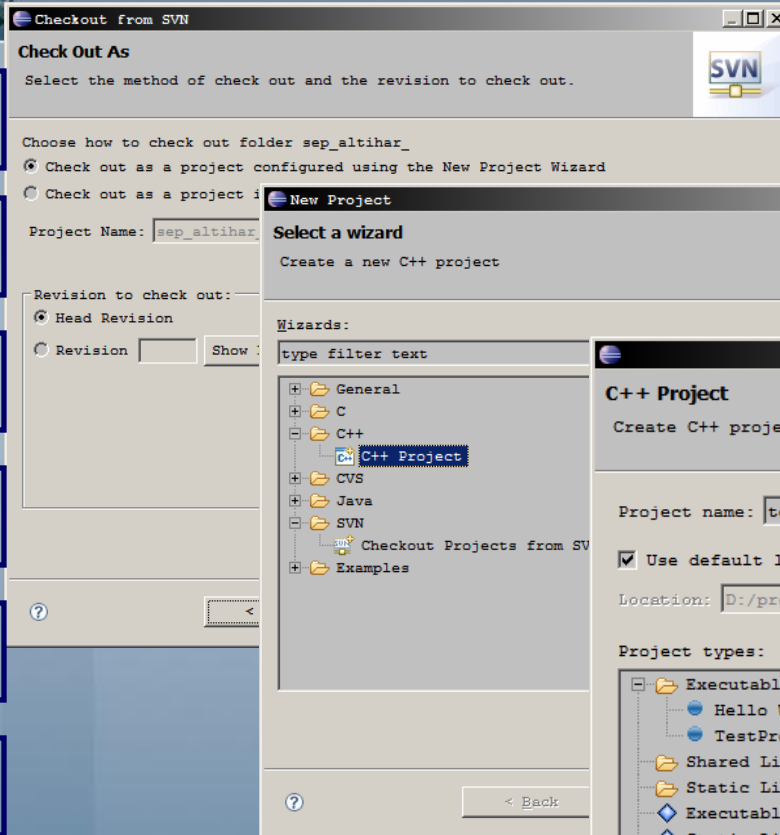 Checkout from SVN
Check Out As
Select the method of check out and the revision to check out.
SVN
Choose how to check out folder sep_altihar_
Check out as a project configured using the New Project Wizard
Check out as a project
Project Name: sep_altihar_
Revision to check out:
Head Revision
Revision
Show
<
New Project
Select a wizard
Create a new C++ project
Wizards:
type filter text
General
C
C++
C++ Project
CVS
Java
SVN
Checkout Projects from SV
Examples
< Back
C++ Project
Create C++ proje
Project name: te
Use default l
Location: D:/pro
Project types:
Executabl
Hello W
TestPro
Shared Li
Static Li
Executabl